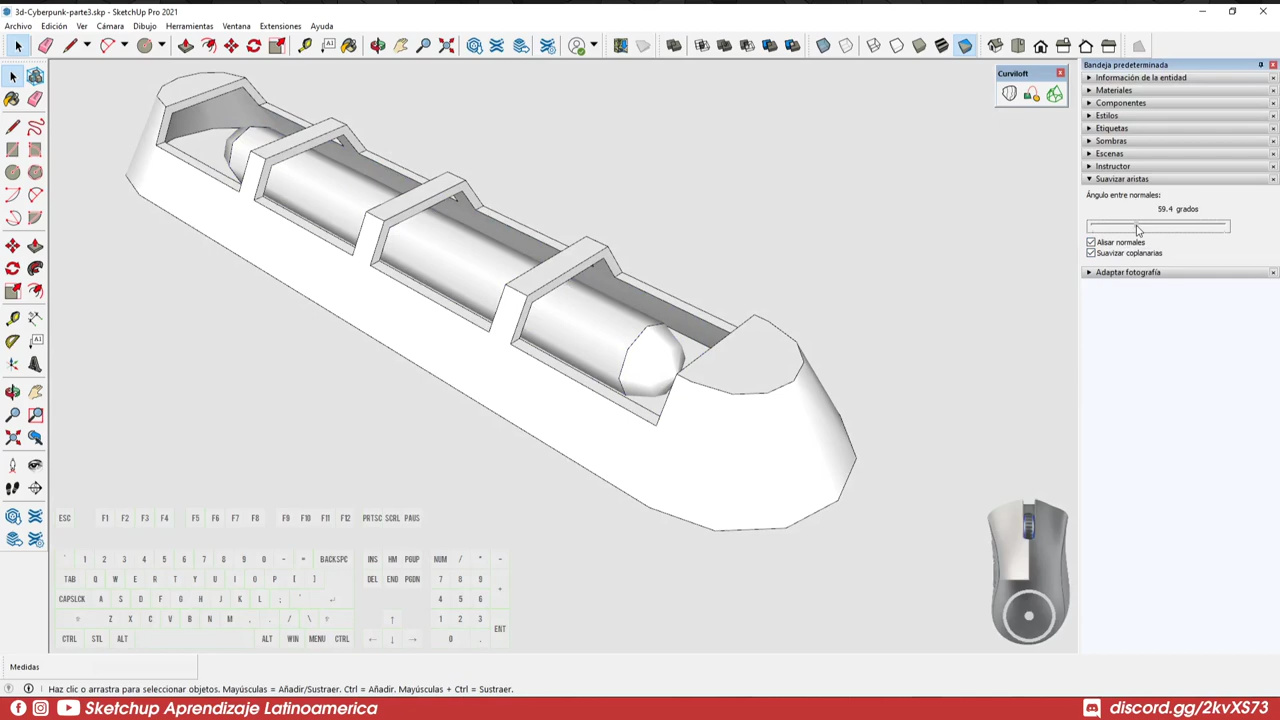 3d-Cyberpunk-parte3.skp - SketchUp Pro 2021
Archivo Edición Ver Cámara Dibujo Herramientas Ventana Extensiones Ayuda
Curviloft
Bandeja predeterminada
Información de la entidad
Materiales
Componentes
Estilos
Etiquetas
Sombras
Escenas
Instructor
Suavizar aristas
Ángulo entre normales:
59.4 grados
Alisar normales
Suavizar coplanarias
Adaptar fotografía
ESC F1 F2 F3 F4 F5 F6 F7 F8 F9 F10 F11 F12 PRTSC SCRL PAUS
` 1 2 3 4 5 6 7 8 9 0 - = BACKSPC INS HM PGUP NUM / * -
TAB Q W E R T Y U I O P [ ] DEL END PGDN 7 8 9
CAPSLCK A S D F G H J K L ; ' 4 5 6 +
Z X C V B N M , . / \ 1 2 3 ENT
CTRL STL ALT ALT WIN MENU CTRL 0 .
Medidas
Haz clic o arrastra para seleccionar objetos. Mayúsculas = Añadir/Sustraer. Ctrl = Añadir. Mayúsculas + Ctrl = Sustraer.
Sketchup Aprendizaje Latinoamerica
discord.gg/2kvXS73